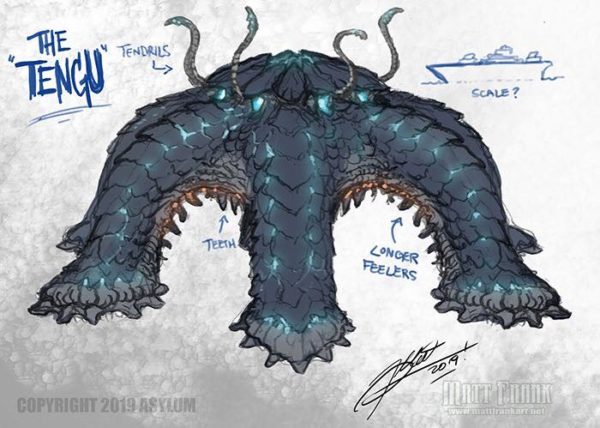 THE
"TENGU"
TENDRILS
SCALE?
TEETH
LONGER
FEELERS
2019!
COPYRIGHT 2019 ASYLUM
MATT FRANK
www.mattfrankart.net